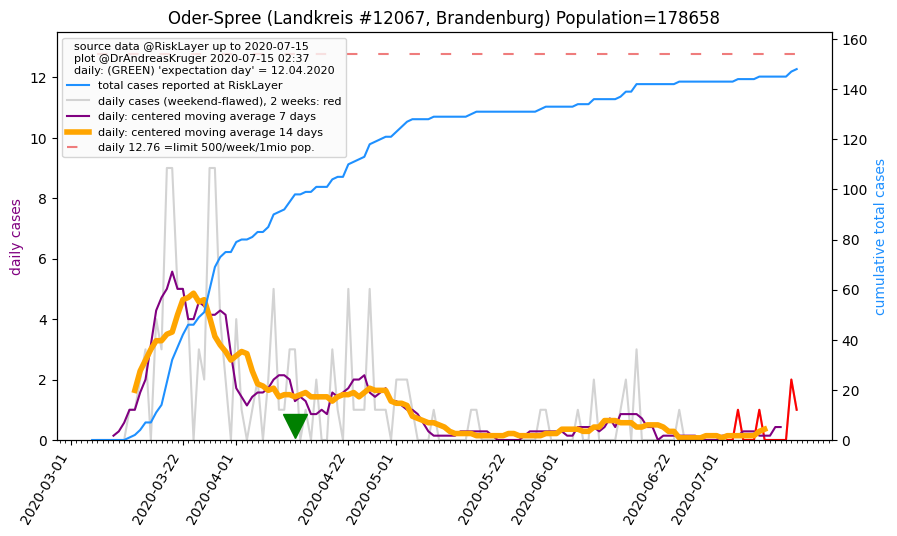 Oder-Spree (Landkreis #12067, Brandenburg) Population=178658
source data @RiskLayer up to 2020-07-15
plot @DrAndreasKruger 2020-07-15 02:37
daily: (GREEN) 'expectation day' = 12.04.2020
total cases reported at RiskLayer
daily cases (weekend-flawed), 2 weeks: red
daily: centered moving average 7 days
daily: centered moving average 14 days
daily 12.76 =limit 500/week/1mio pop.
daily cases
0
2
4
6
8
10
12
cumulative total cases
0
20
40
60
80
100
120
140
160
2020-03-01
2020-03-22
2020-04-01
2020-04-22
2020-05-01
2020-05-22
2020-06-01
2020-06-22
2020-07-01